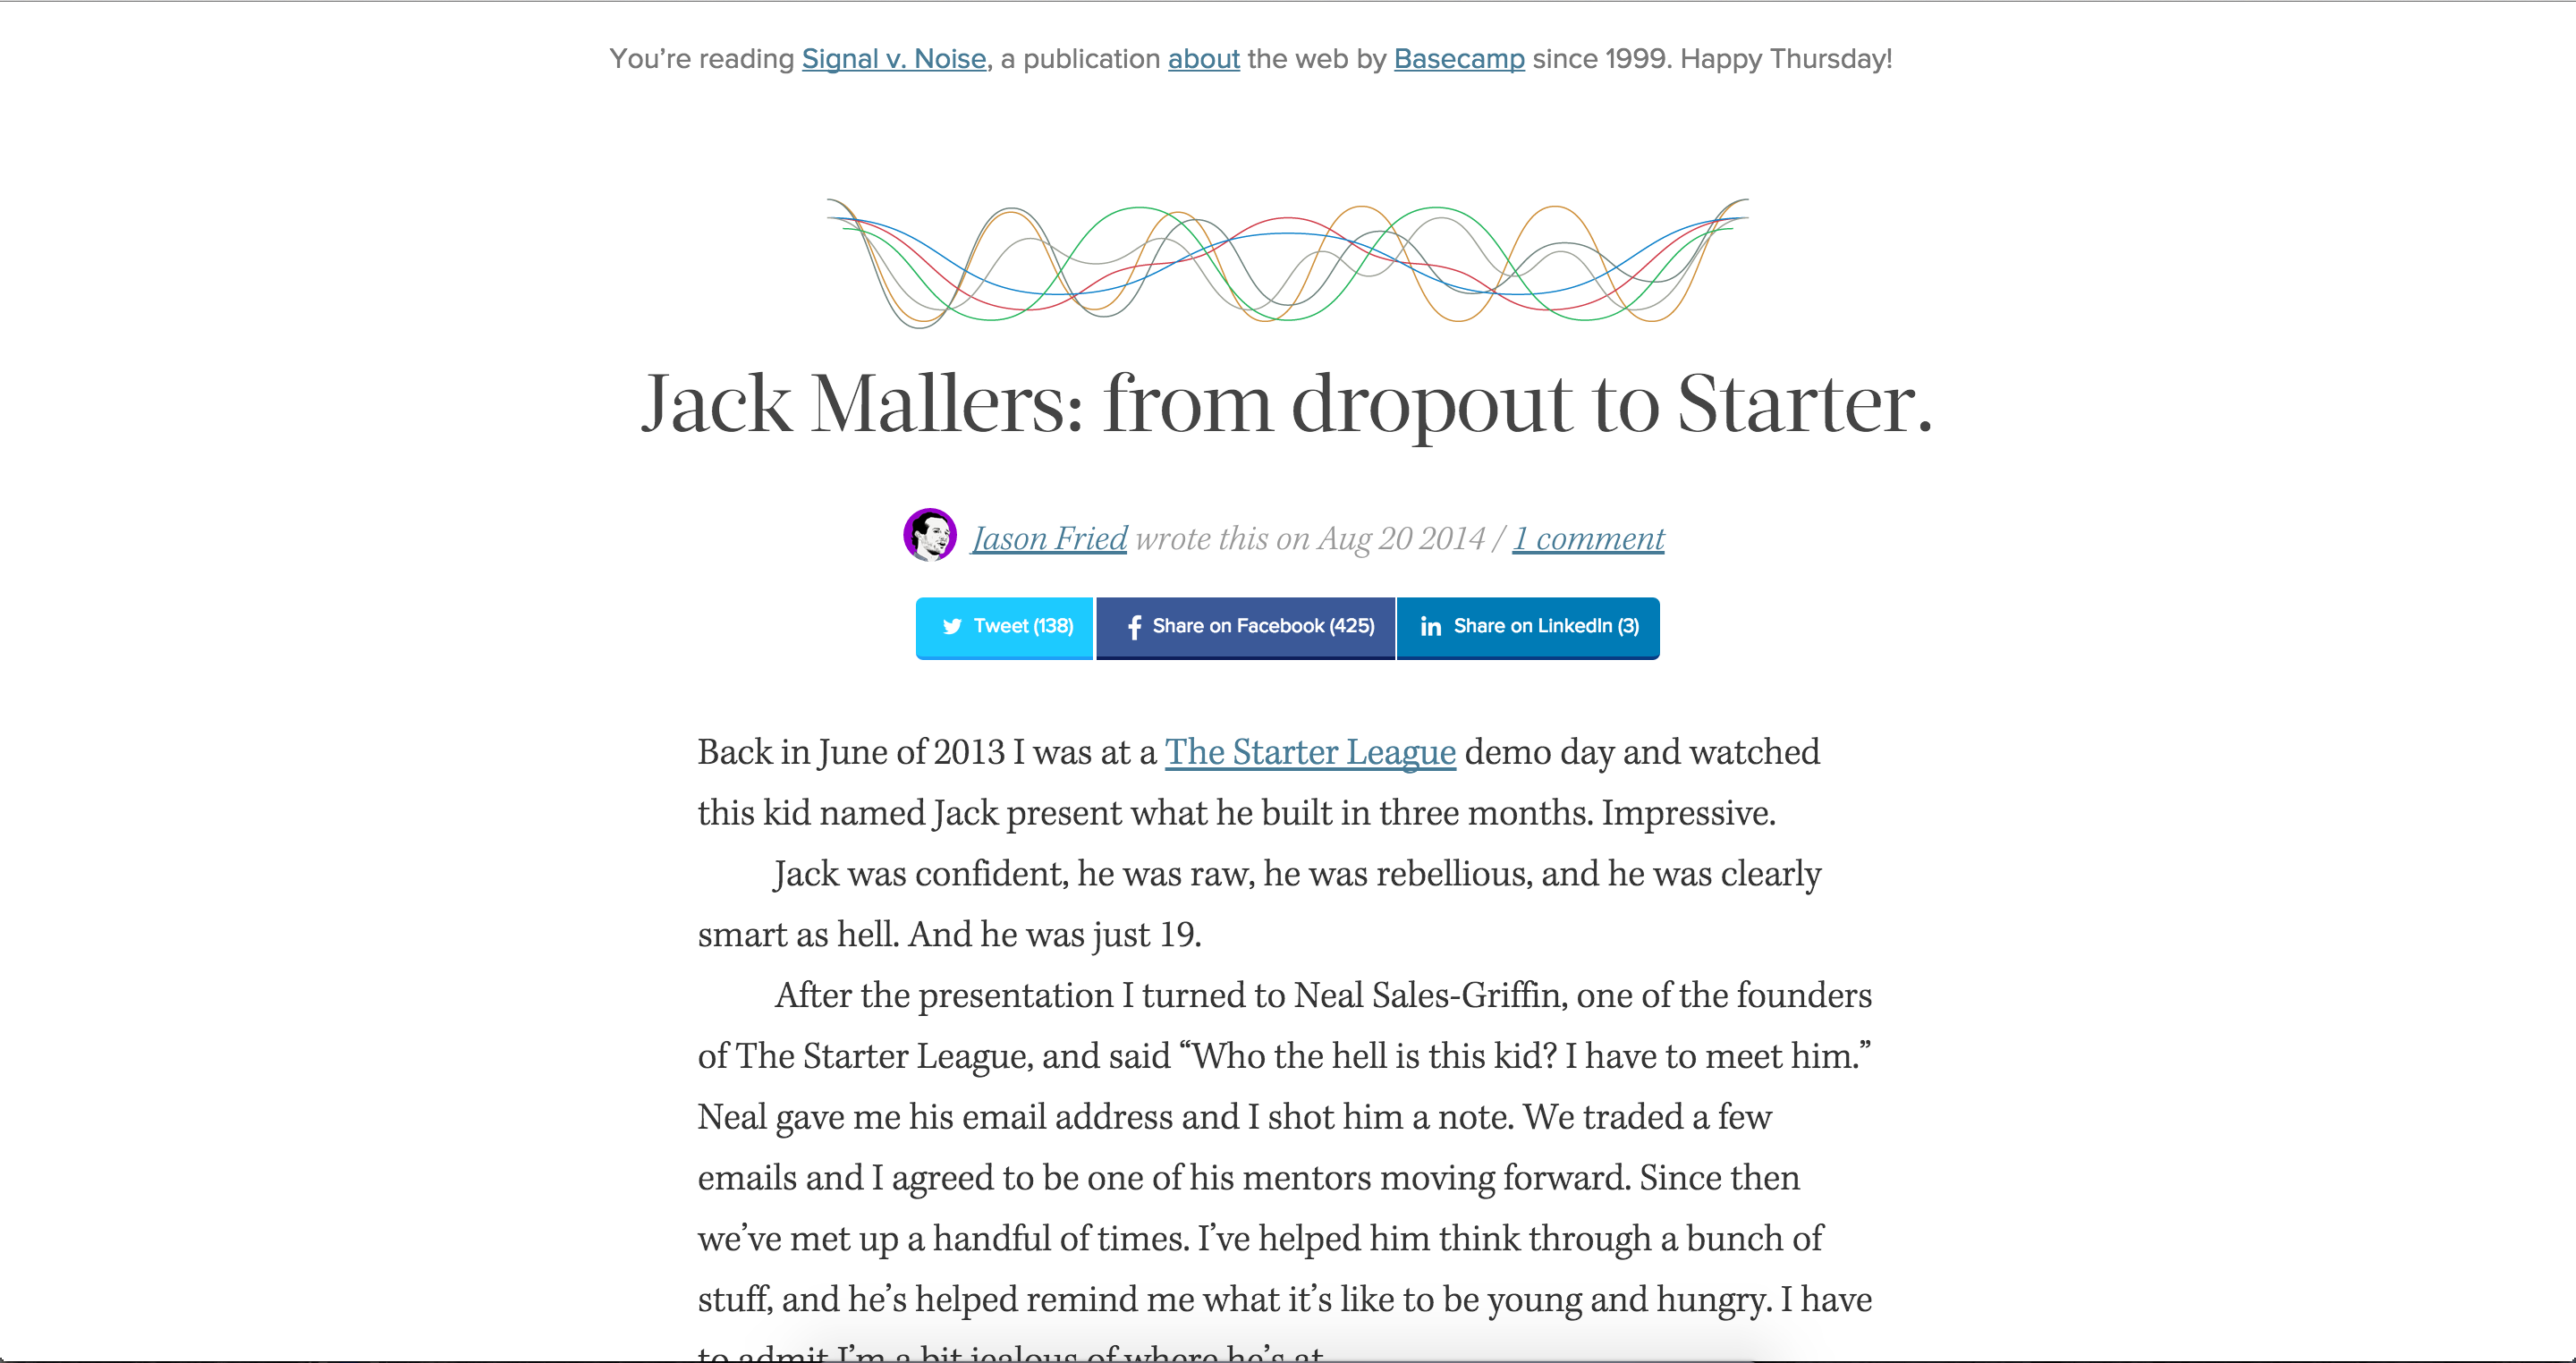 You’re reading Signal v. Noise, a publication about the web by Basecamp since 1999. Happy Thursday!
Jack Mallers: from dropout to Starter.
Jason Fried wrote this on Aug 20 2014 / 1 comment
Tweet (138) Share on Facebook (425) Share on LinkedIn (3)
Back in June of 2013 I was at a The Starter League demo day and watched
this kid named Jack present what he built in three months. Impressive.
Jack was confident, he was raw, he was rebellious, and he was clearly
smart as hell. And he was just 19.
After the presentation I turned to Neal Sales-Griffin, one of the founders
of The Starter League, and said “Who the hell is this kid? I have to meet him.”
Neal gave me his email address and I shot him a note. We traded a few
emails and I agreed to be one of his mentors moving forward. Since then
we’ve met up a handful of times. I’ve helped him think through a bunch of
stuff, and he’s helped remind me what it’s like to be young and hungry. I have
to admit I’m a bit jealous of where he’s at.